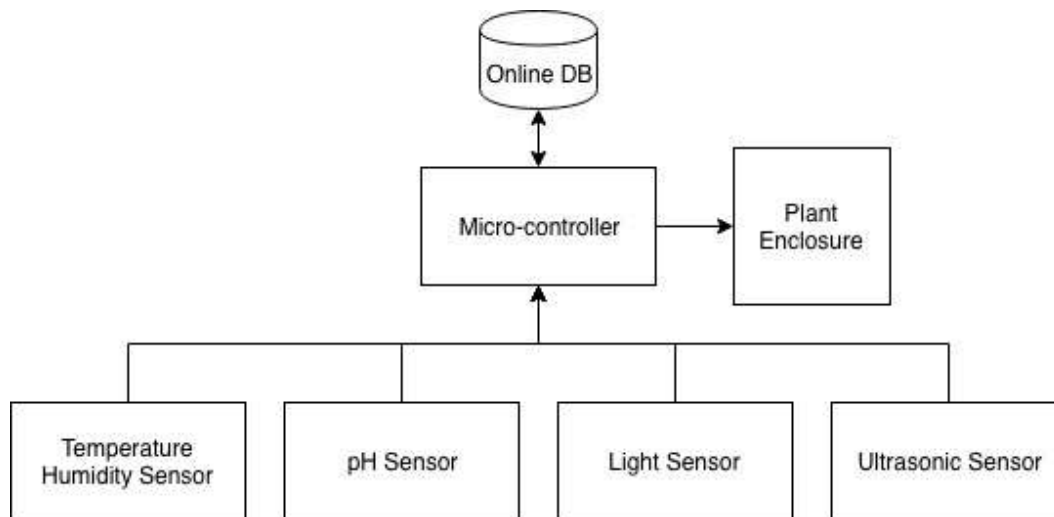 Online DB
Micro-controller
Plant
Enclosure
Temperature
Humidity Sensor
pH Sensor
Light Sensor
Ultrasonic Sensor